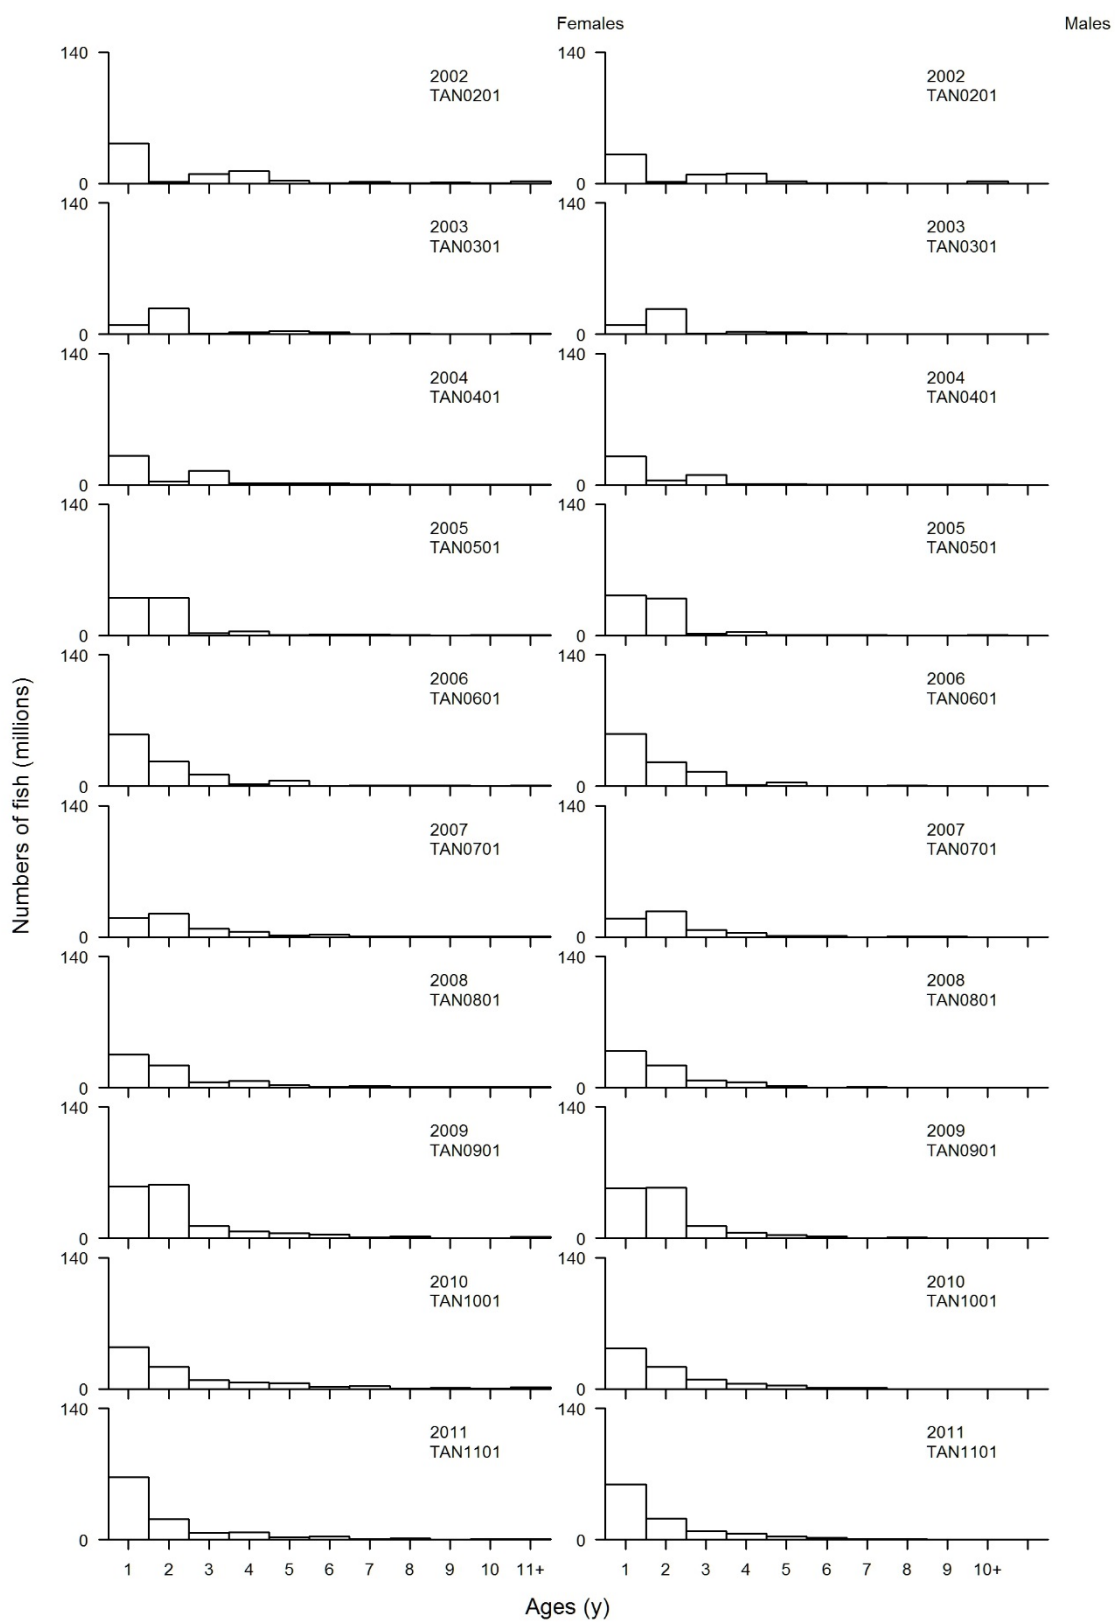 Females Males
140 2002 2002
TAN0201 TAN0201
0
140 0
140 2003 2003
TAN0301 TAN0301
0
140 0
140 2004 2004
TAN0401 TAN0401
0
140 0
140 2005 2005
TAN0501 TAN0501
0
140 0
140 2006 2006
TAN0601 TAN0601
0
140 0
140 2007 2007
TAN0701 TAN0701
0
140 0
140 2008 2008
TAN0801 TAN0801
0
140 0
140 2009 2009
TAN0901 TAN0901
0
140 0
140 2010 2010
TAN1001 TAN1001
0
140 0
140 2011 2011
TAN1101 TAN1101
0
140 0
1 2 3 4 5 6 7 8 9 10 11+ 1 2 3 4 5 6 7 8 9 10+
Numbers of fish (millions)
Ages (y)